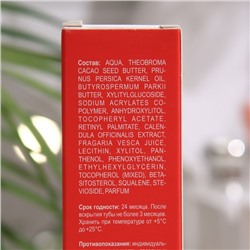 Состав: AQUA, THEOBROMA
CACAO SEED BUTTER, PRU-
NUS PERSICA KERNEL OIL,
BUTYROSPERMUM PARKII
BUTTER, XYLITYLGLUCOSIDE,
SODIUM ACRYLATES CO-
POLYMER, ANHYDROXYLITOL,
TOCOPHERYL ACETATE,
RETINYL PALMITATE, CALEN-
DULA OFFICINALIS EXTRACT,
FRAGARIA VESCA JUICE,
LECITHIN, XYLITOL, PAN-
THENOL, PHENOXYETHANOL,
ETHYLHEXYLGLYCERIN,
TOCOPHEROL (MIXED), BETA-
SITOSTEROL, SQUALENE, STE-
VIOSIDE, PARFUM
Срок годности: 24 месяца. После
вскрытия тубы не более 3 месяцев.
Хранить при температуре от +5°С
до +25°С.
Противопоказания: индивидуаль-